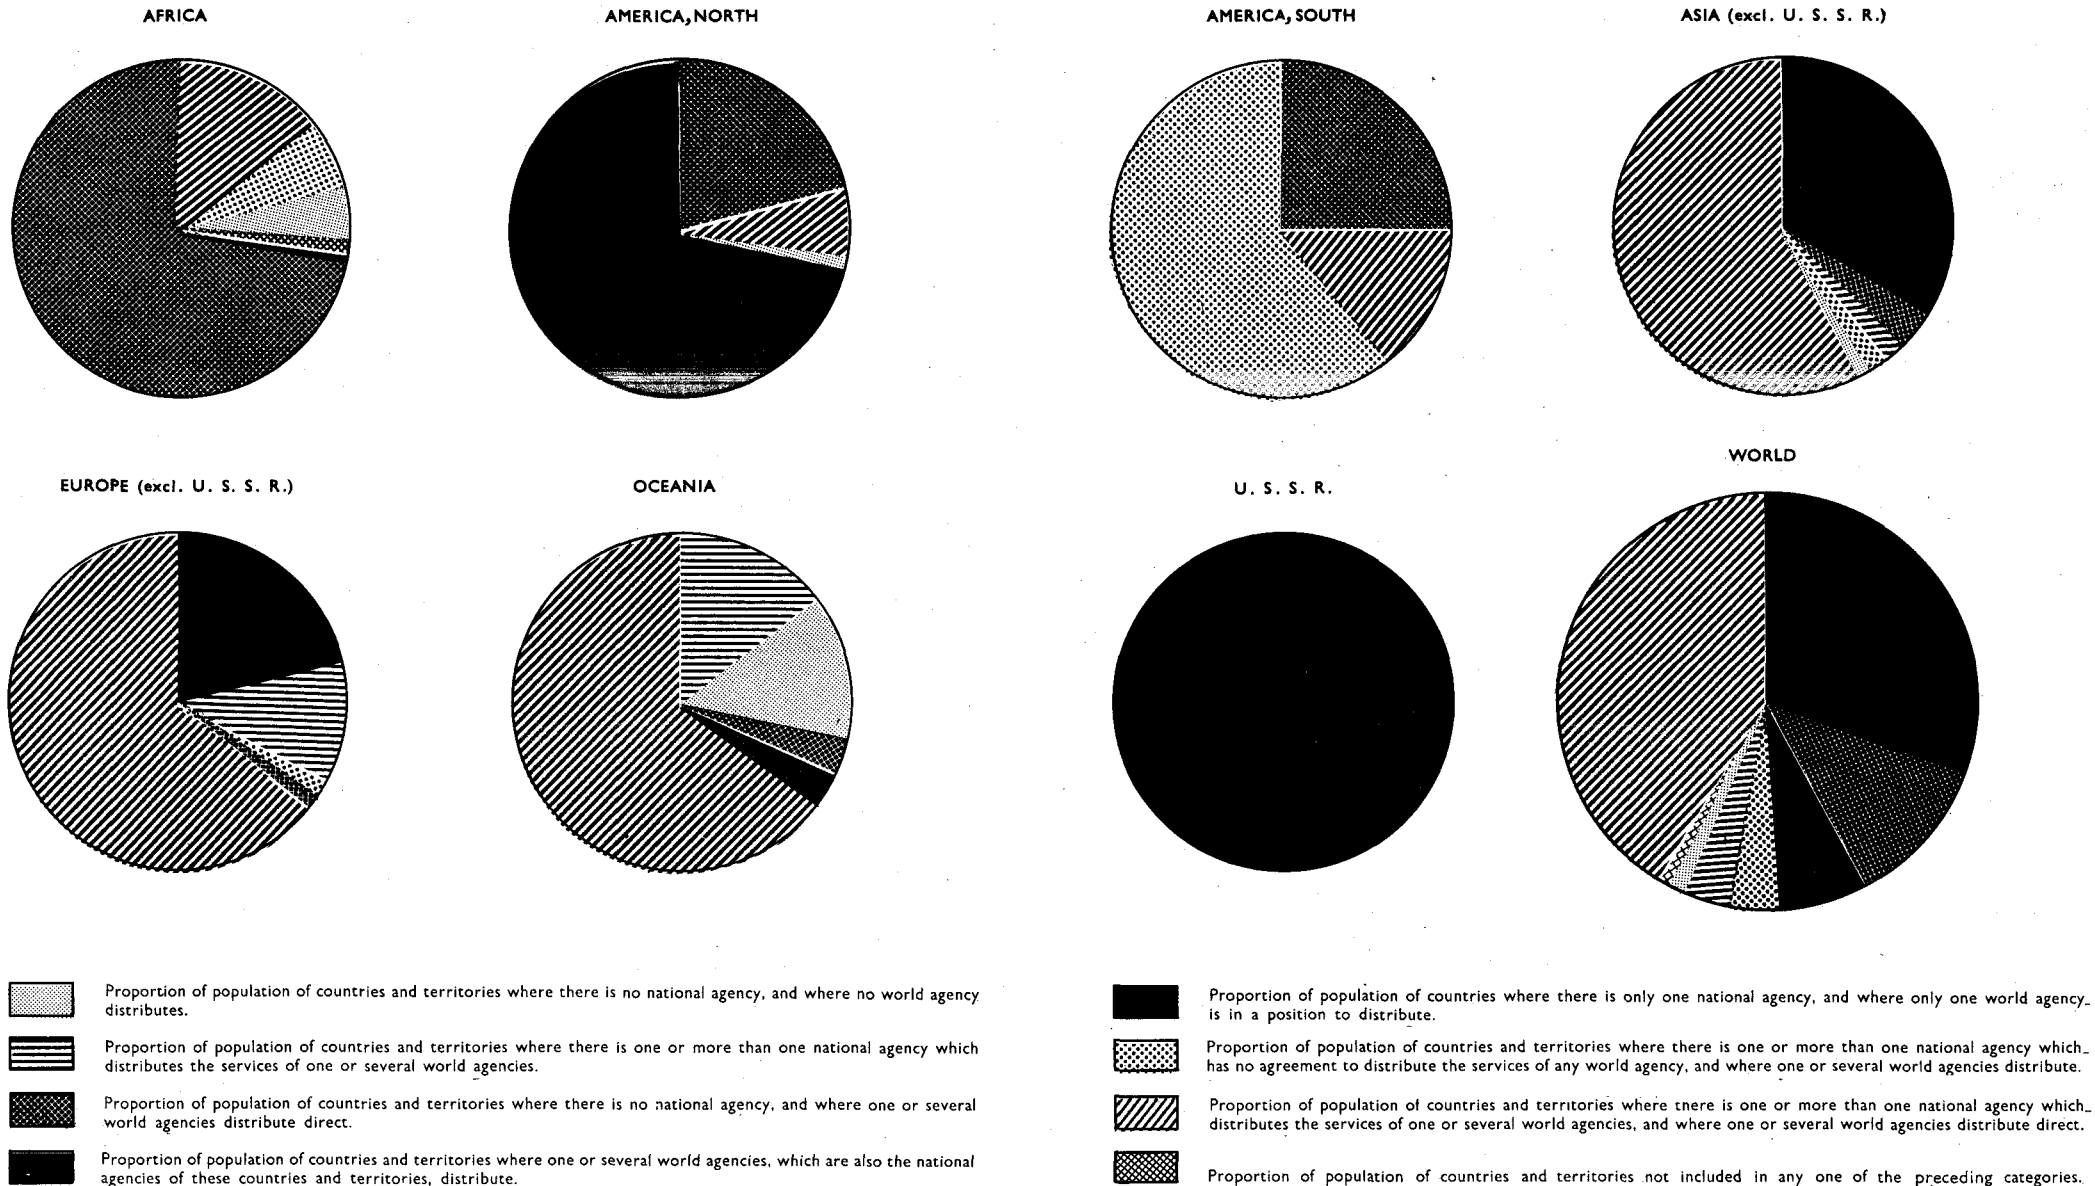 AFRICA
AMERICA, NORTH
AMERICA, SOUTH
ASIA (excl. U. S. S. R.)
EUROPE (excl. U. S. S. R.)
OCEANIA
U. S. S. R.
WORLD
Proportion of population of countries and territories where there is no national agency, and where no world agency
distributes.
Proportion of population of countries and territories where there is one or more than one national agency which
distributes the services of one or several world agencies.
Proportion of population of countries and territories where there is no national agency, and where one or several
world agencies distribute direct.
Proportion of population of countries and territories where one or several world agencies, which are also the national
agencies of these countries and territories, distribute.
Proportion of population of countries where there is only one national agency, and where only one world agency
is in a position to distribute.
Proportion of population of countries and territories where there is one or more than one national agency which
has no agreement to distribute the services of any world agency, and where one or several world agencies distribute.
Proportion of population of countries and territories where there is one or more than one national agency which
distributes the services of one or several world agencies, and where one or several world agencies distribute direct.
Proportion of population of countries and territories not included in any one of the preceding categories.